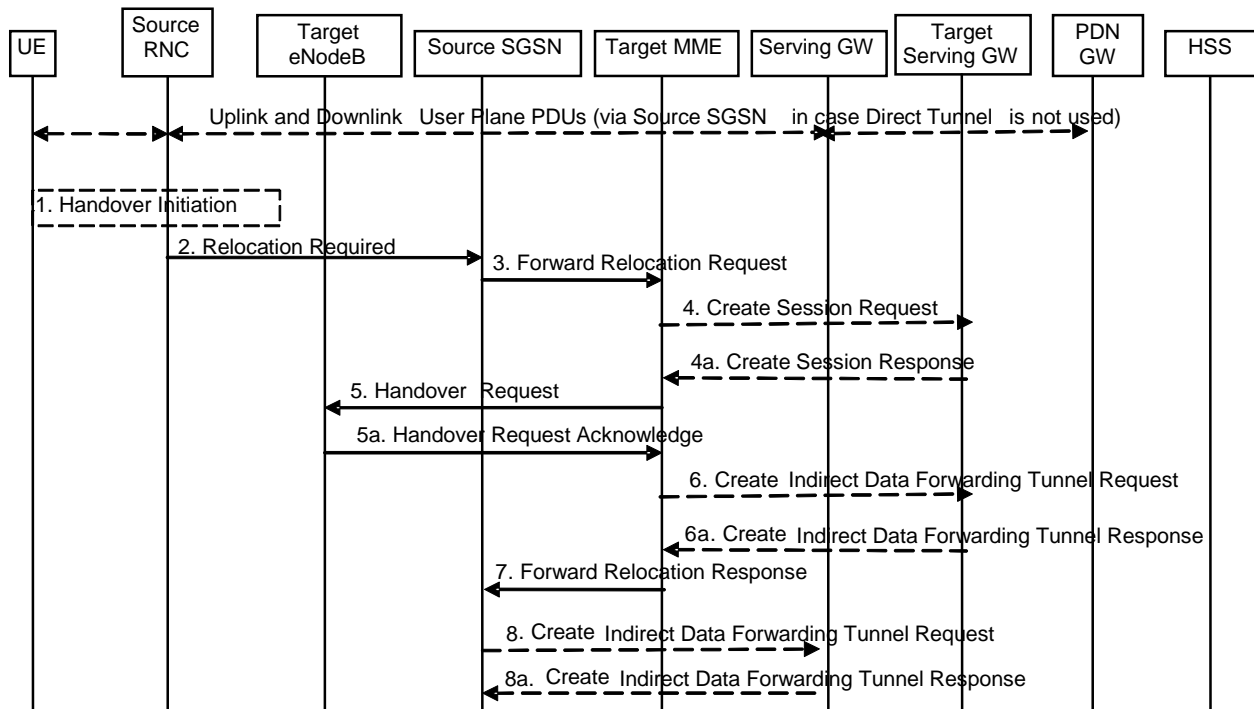 UE
Source
RNC
Target
eNodeB
Source SGSN
Target MME
Serving GW
Target
Serving GW
PDN
GW
HSS
Uplink and Downlink User Plane PDUs (via Source SGSN in case Direct Tunnel is not used)
1. Handover Initiation
2. Relocation Required
3. Forward Relocation Request
4. Create Session Request
4a. Create Session Response
5. Handover Request
5a. Handover Request Acknowledge
6. Create Indirect Data Forwarding Tunnel Request
6a. Create Indirect Data Forwarding Tunnel Response
7. Forward Relocation Response
8. Create Indirect Data Forwarding Tunnel Request
8a. Create Indirect Data Forwarding Tunnel Response